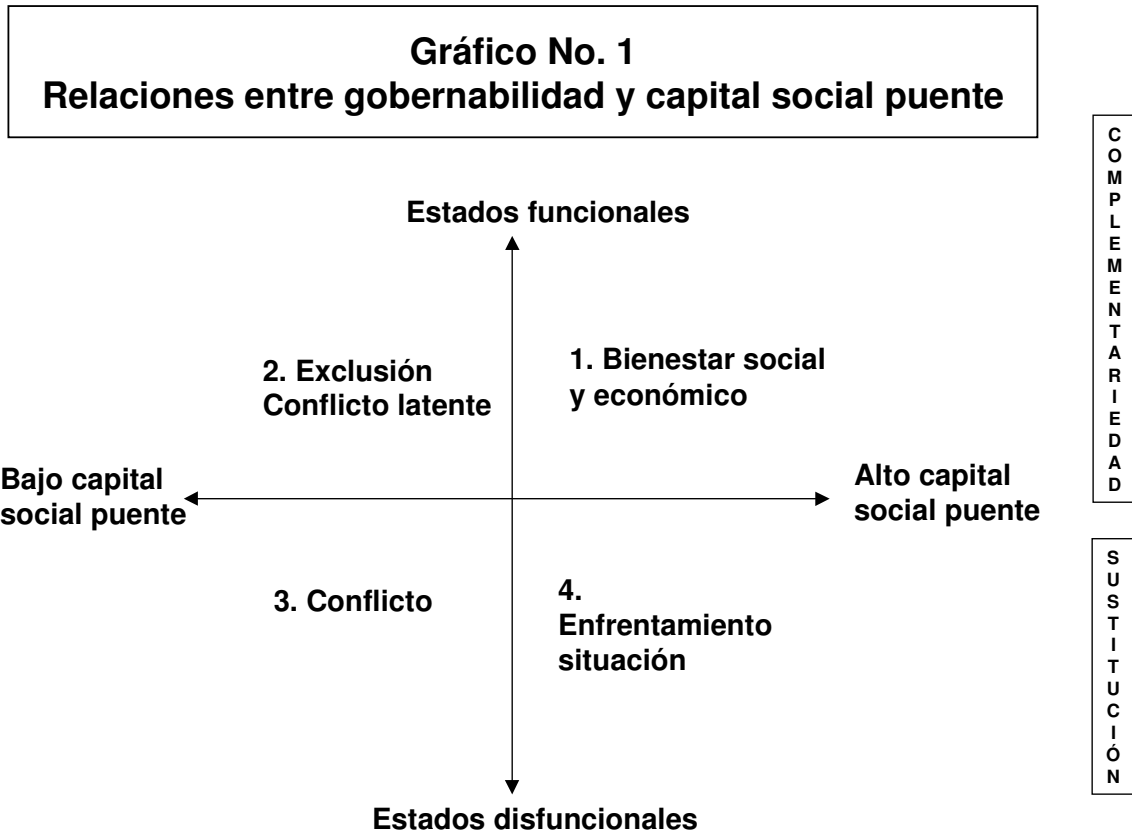 Gráfico No. 1
Relaciones entre gobernabilidad y capital social puente
COMPLEMENTARIEDAD
Estados funcionales
2. Exclusión
Conflicto latente
1. Bienestar social
y económico
Bajo capital
social puente
Alto capital
social puente
SUSTITUCIÓN
3. Conflicto
4.
Enfrentamiento
situación
Estados disfuncionales